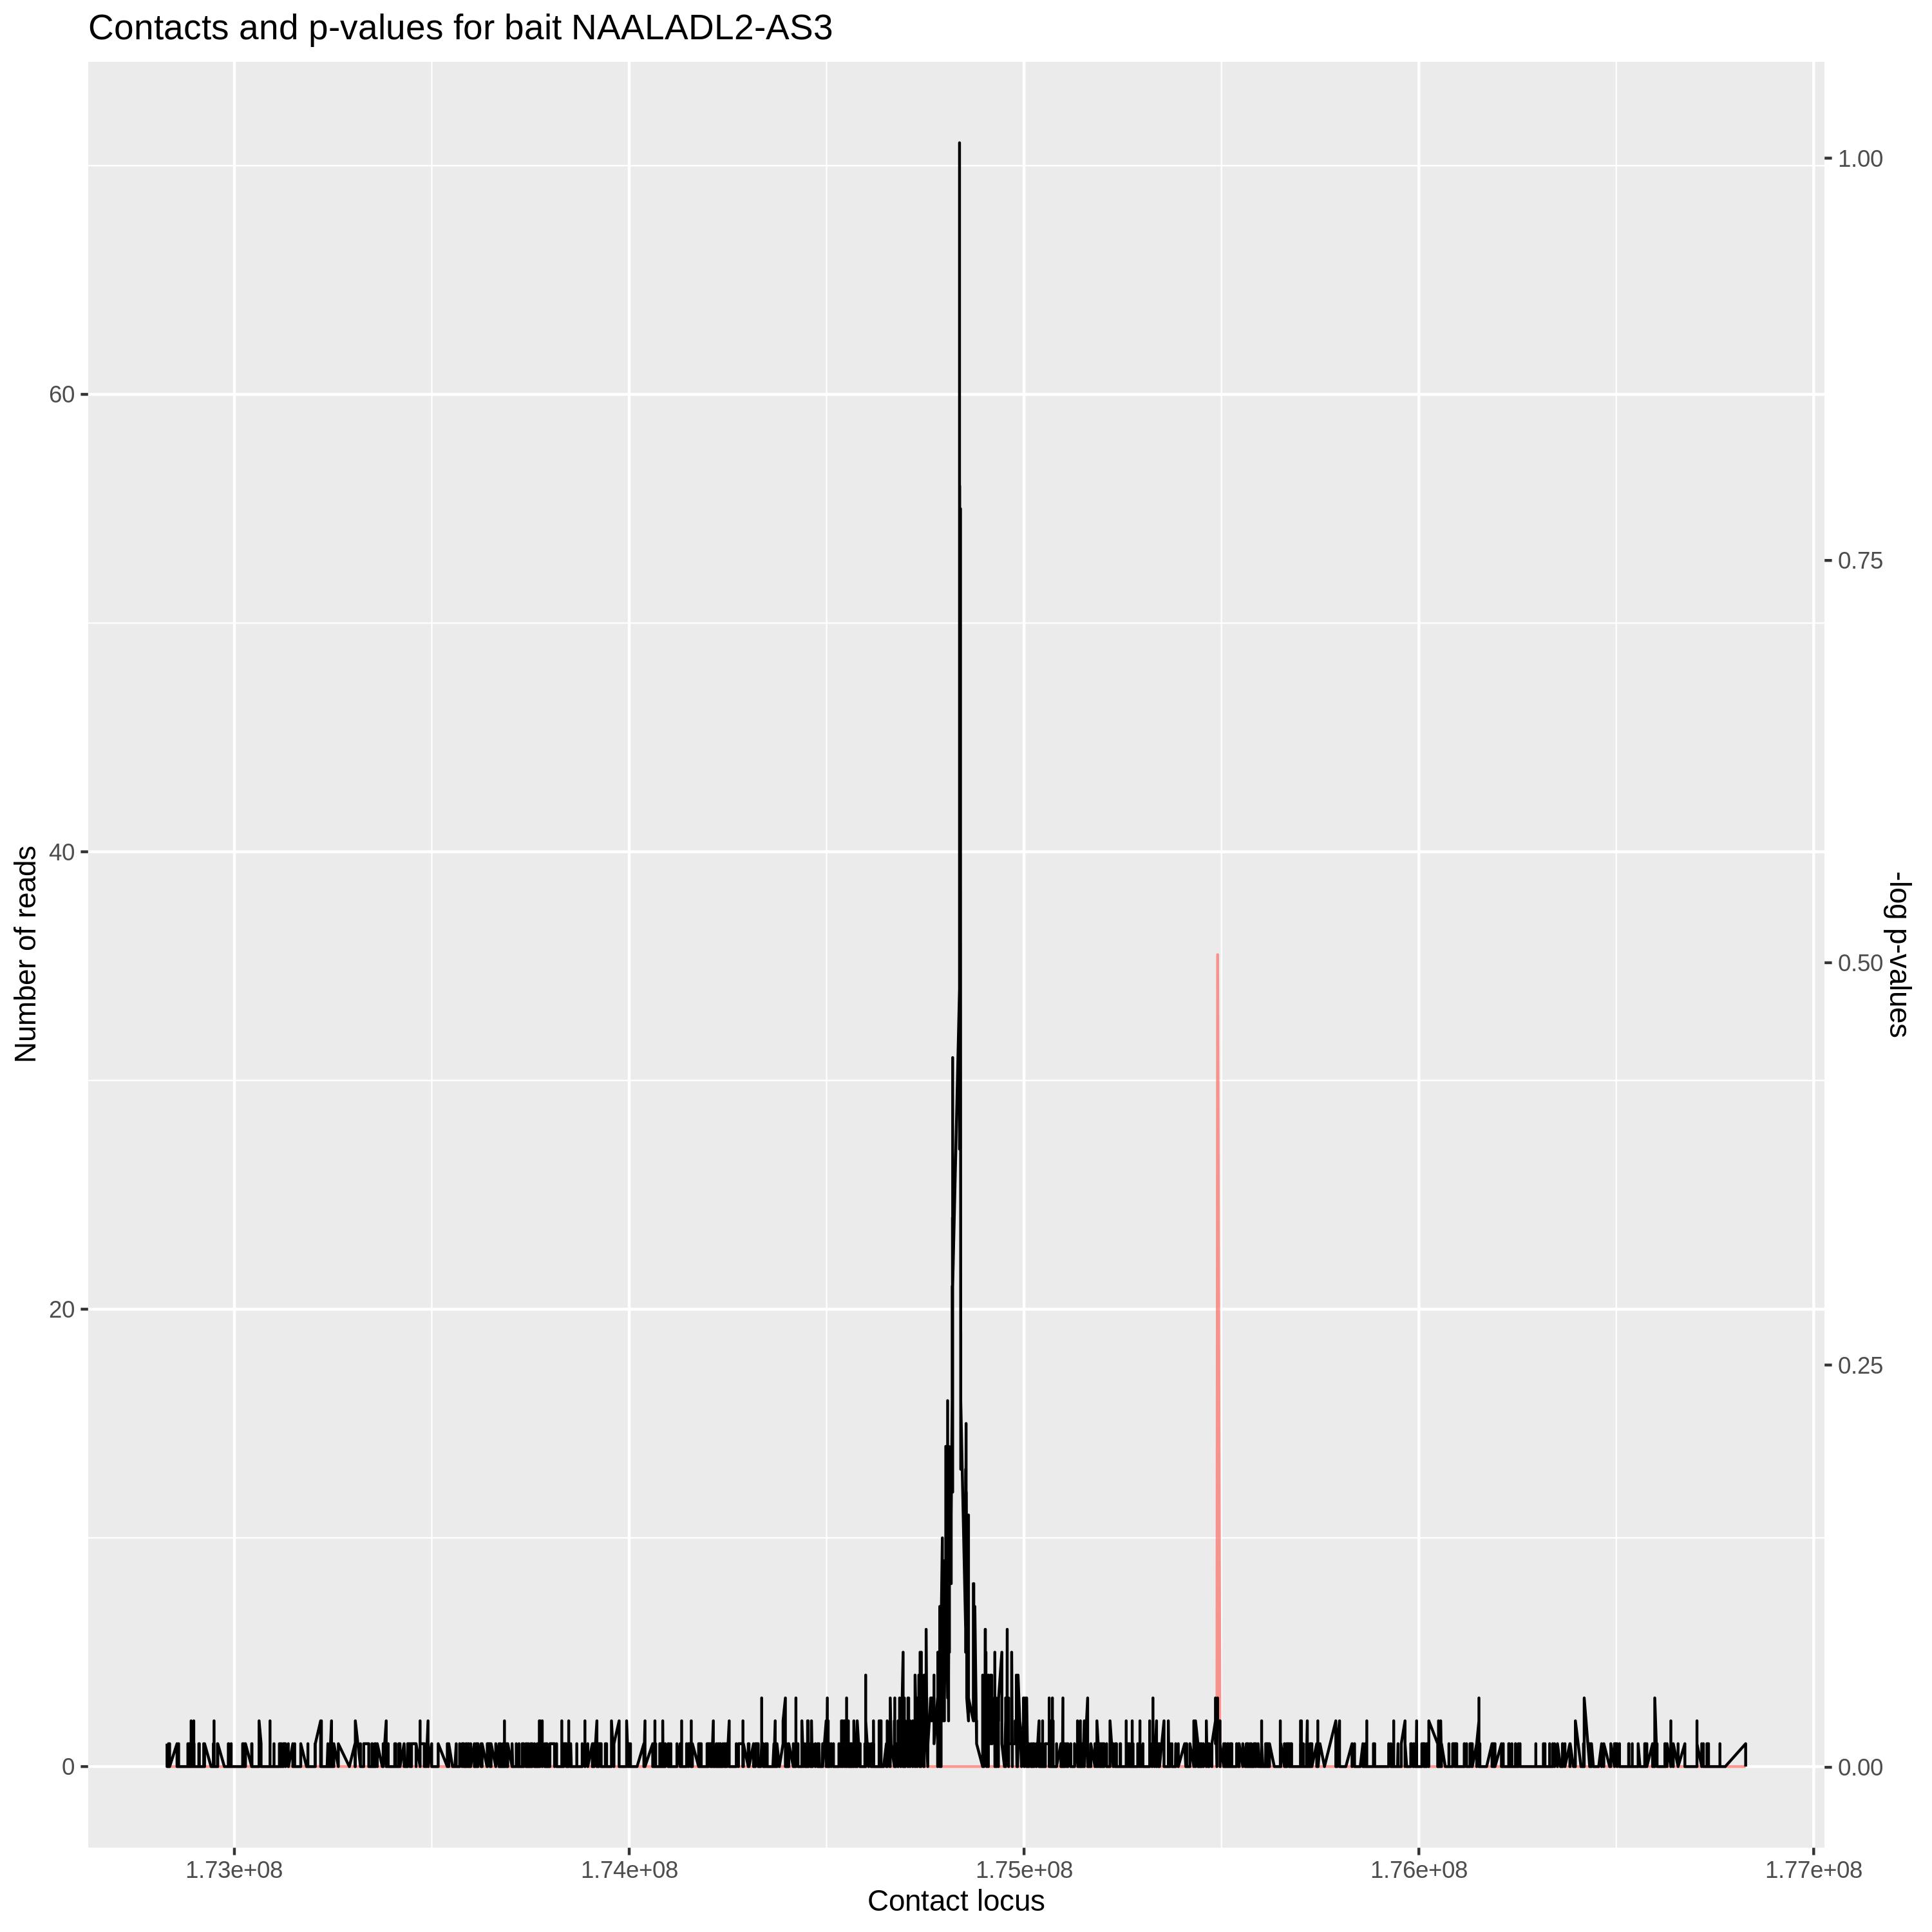 Contacts and p-values for bait NAALADL2-AS3
Number of reads
60
40
20
0
1.00
0.75
0.50
0.25
0.00
-log p-values
1.73e+08
1.74e+08
1.75e+08
1.76e+08
1.77e+08
Contact locus